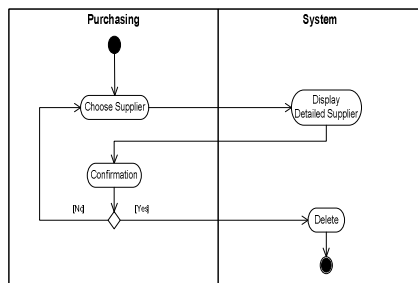 Purchasing
System
Choose Supplier
Display
Detailed Supplier
Confirmation
[No]
[Yes]
Delete